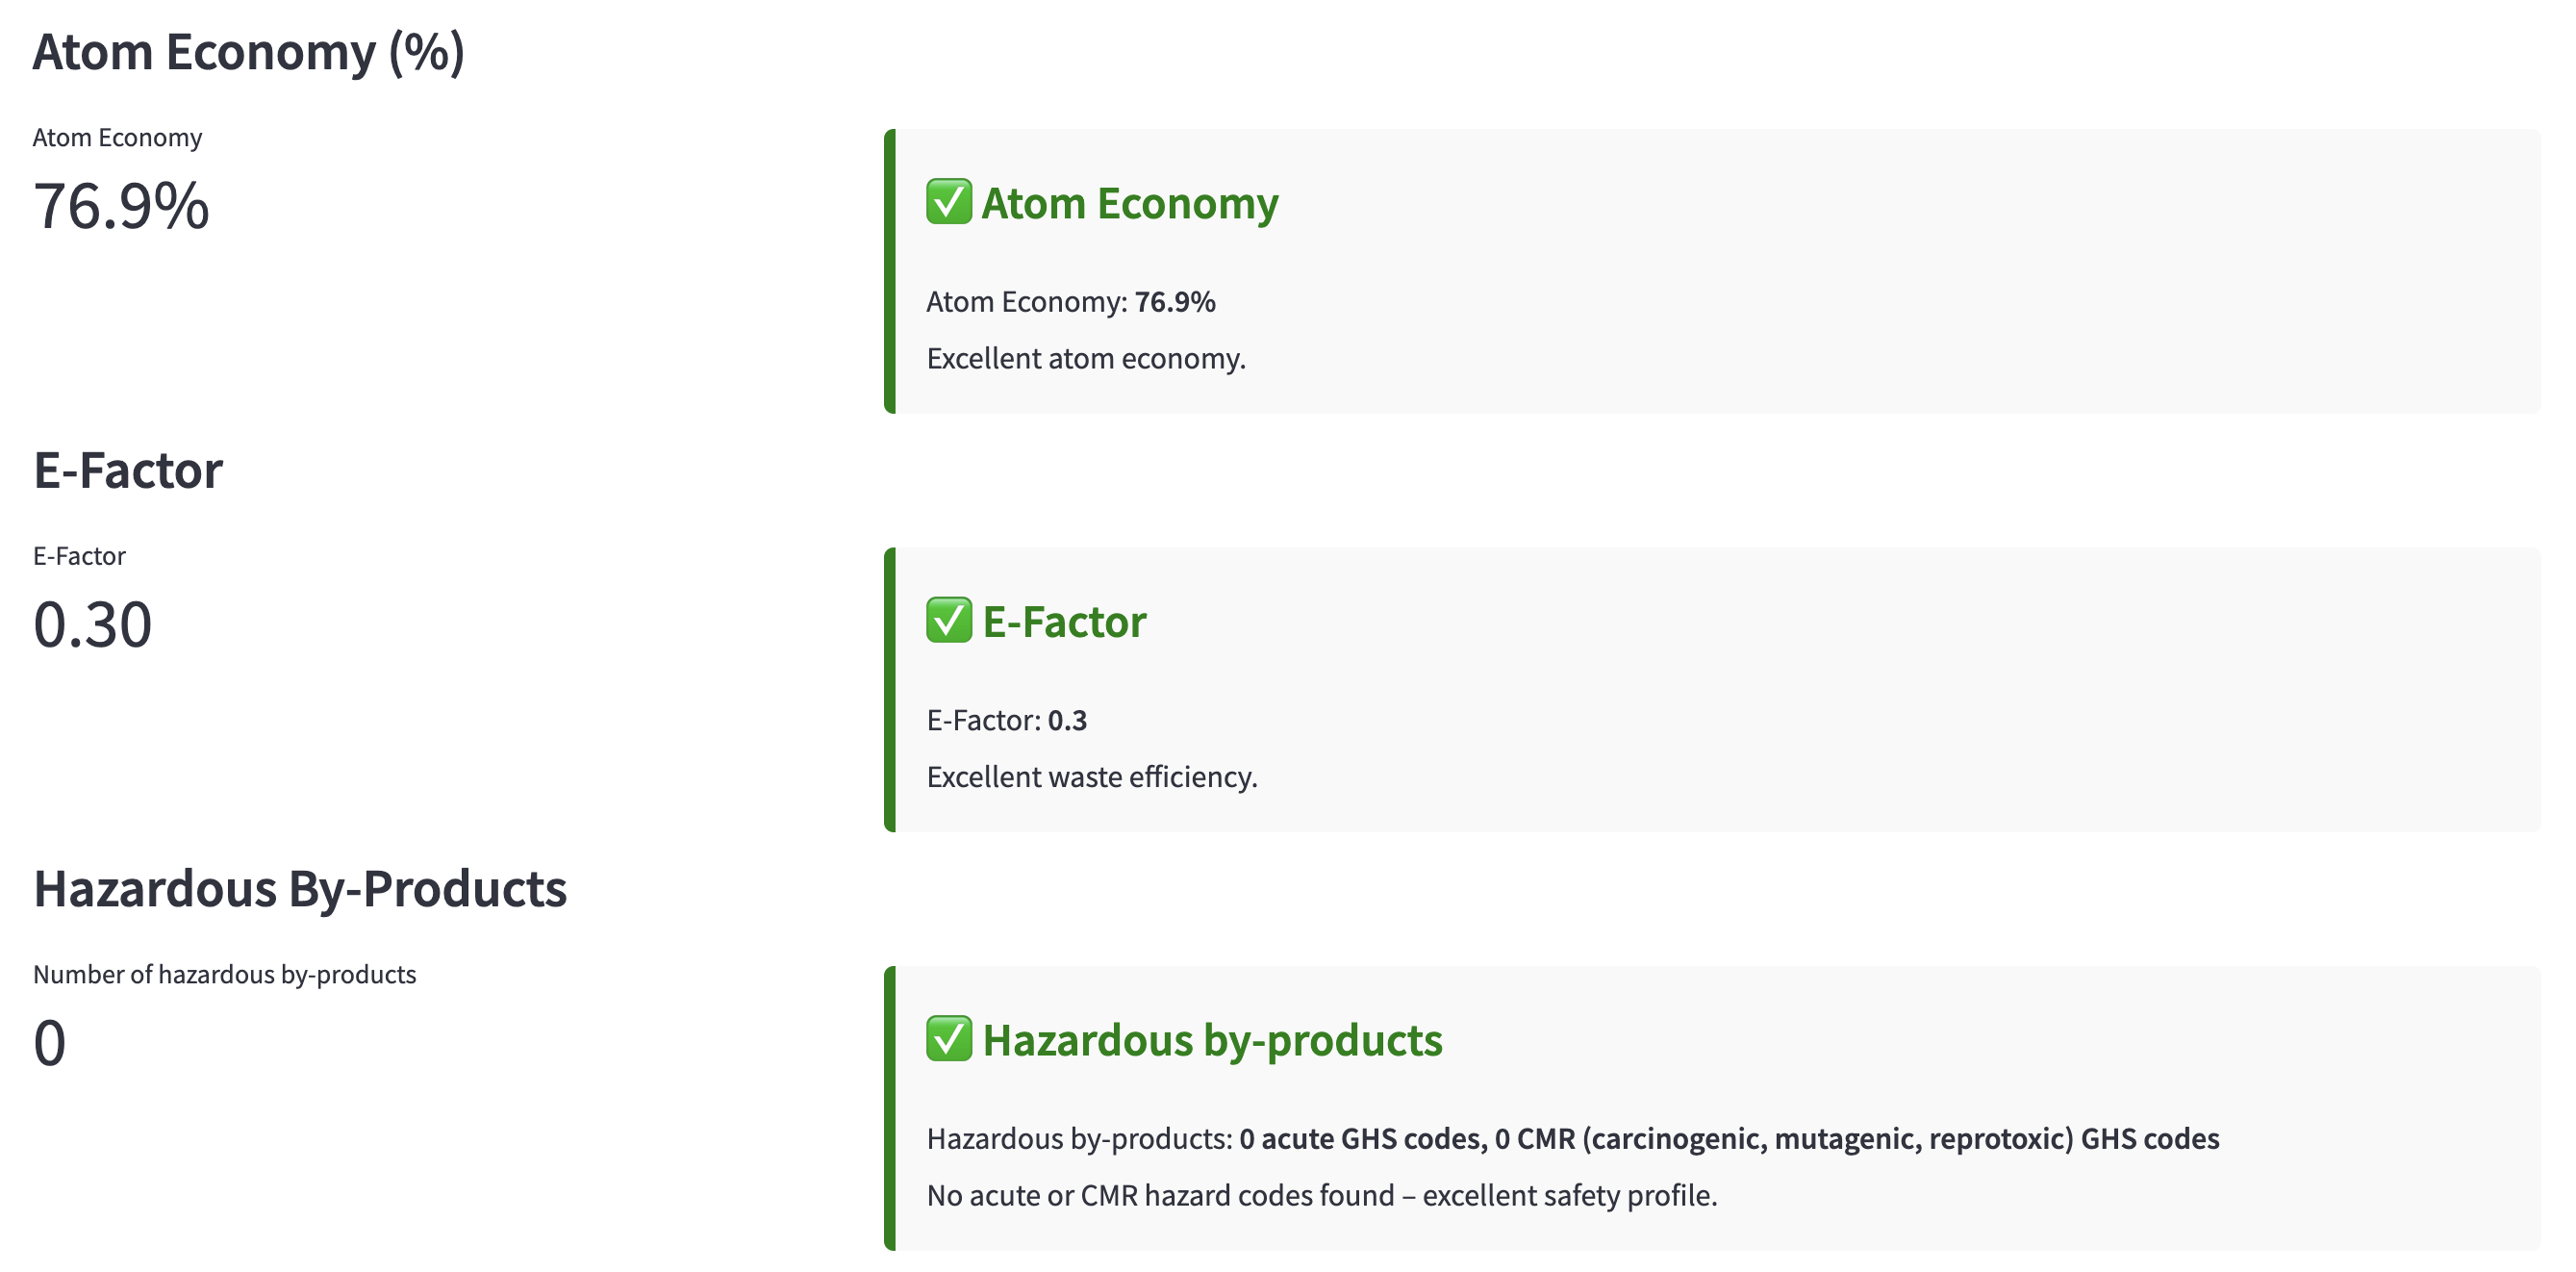 Atom Economy (%)
Atom Economy
76.9%
✅ Atom Economy
Atom Economy: 76.9%
Excellent atom economy.
E-Factor
E-Factor
0.30
✅ E-Factor
E-Factor: 0.3
Excellent waste efficiency.
Hazardous By-Products
Number of hazardous by-products
0
✅ Hazardous by-products
Hazardous by-products: 0 acute GHS codes, 0 CMR (carcinogenic, mutagenic, reprotoxic) GHS codes
No acute or CMR hazard codes found – excellent safety profile.